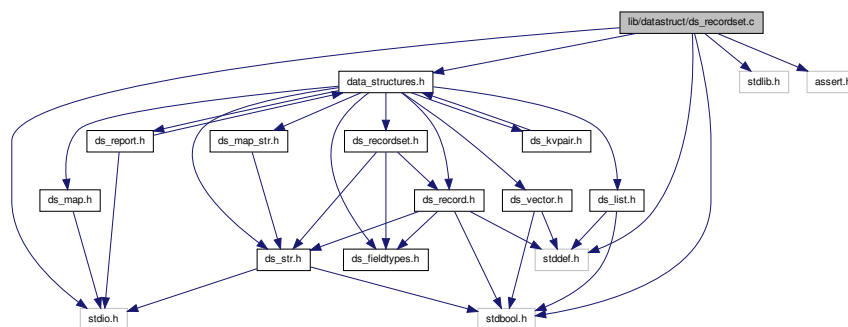 lib/datastruct/ds_recordset.c
data_structures.h
stdlib.h
assert.h
ds_report.h
ds_map_str.h
ds_recordset.h
ds_kvpair.h
ds_map.h
ds_record.h
ds_vector.h
ds_list.h
ds_str.h
ds_fieldtypes.h
stddef.h
stdio.h
stdbool.h